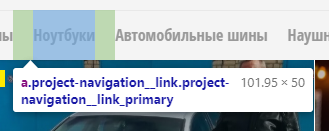 ы Ноутбуки Автомобильные шины Наушн
a.project-navigation__link.project- 101.95 × 50
navigation__link_primary